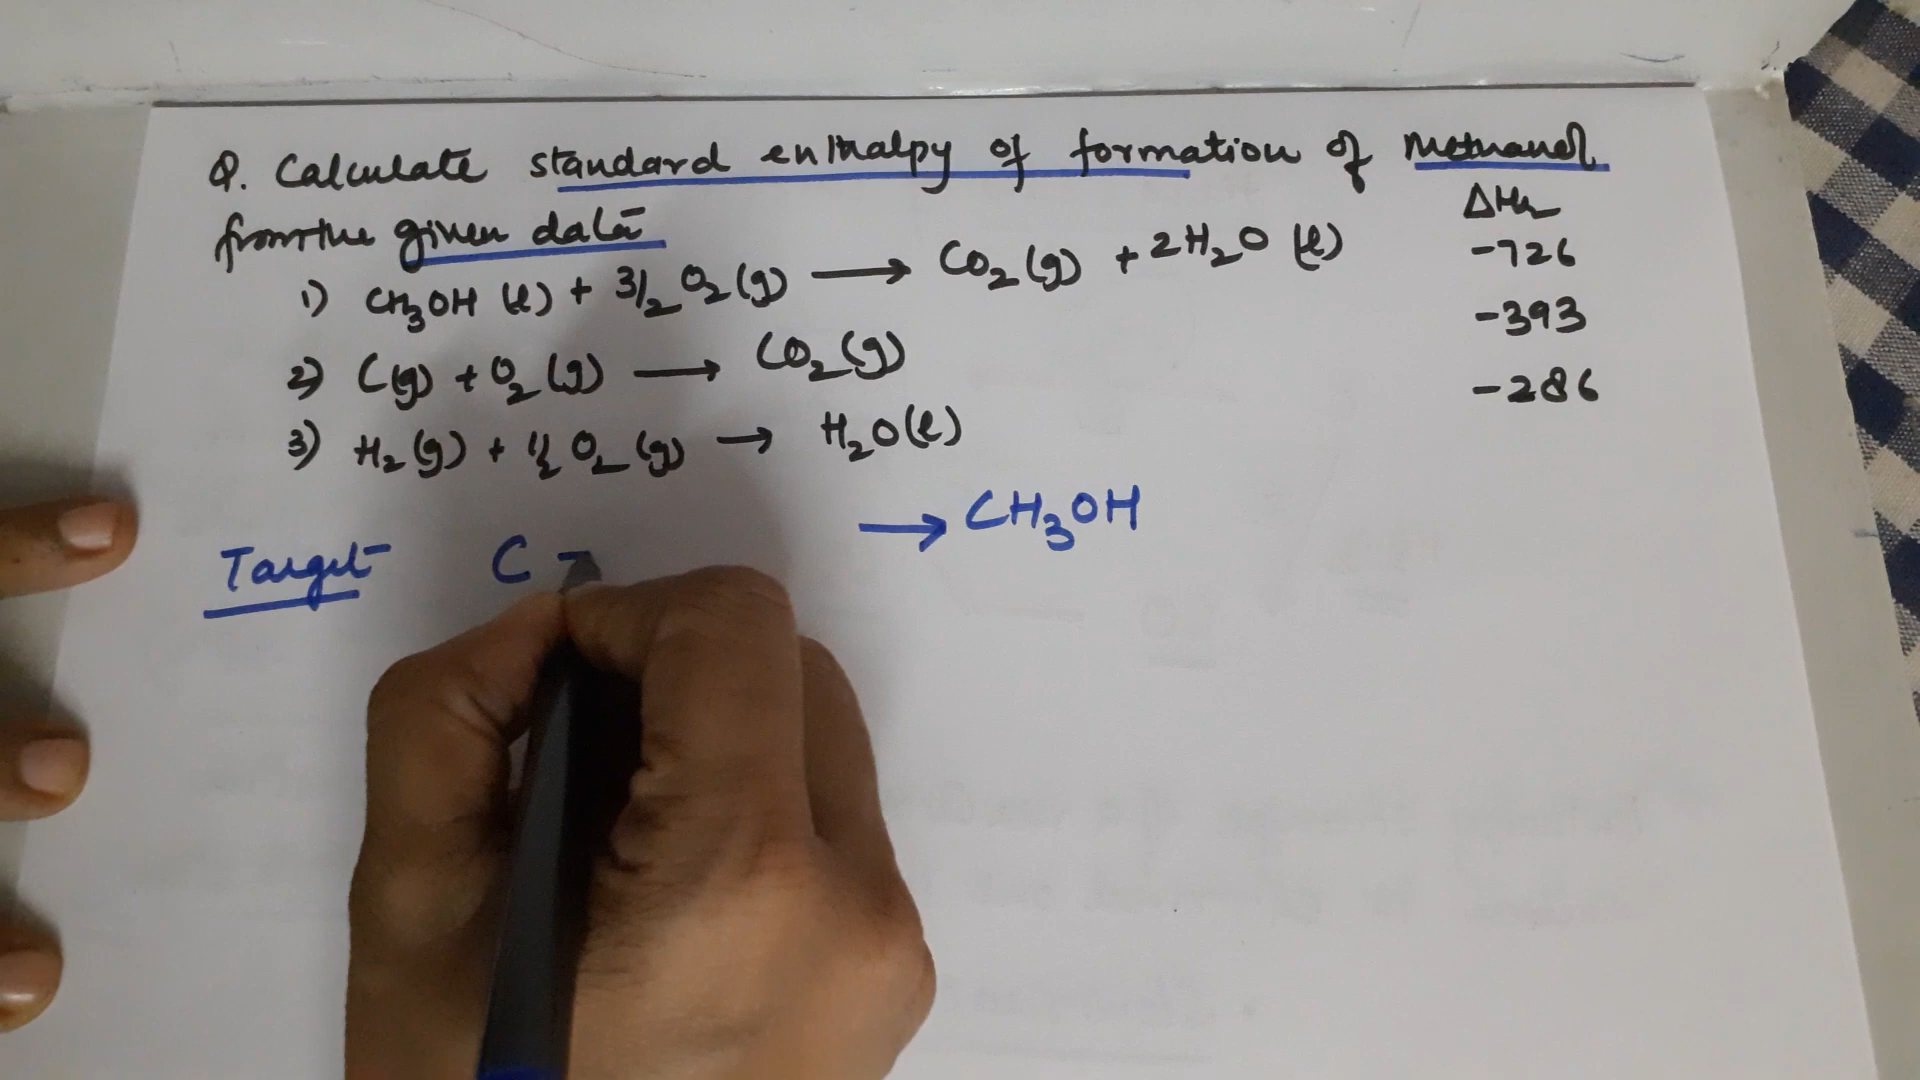 Q. Calculate standard enthalpy of formation of Methanol
from the given data ΔHr
1) CH₃OH (l) + 3/2 O₂ (g) ⟶ CO₂ (g) + 2H₂O (l) -726
2) C(g) + O₂ (g) ⟶ CO₂ (g) -393
3) H₂ (g) + 1/2 O₂ (g) → H₂O(l) -286
Target C ⟶ CH₃OH